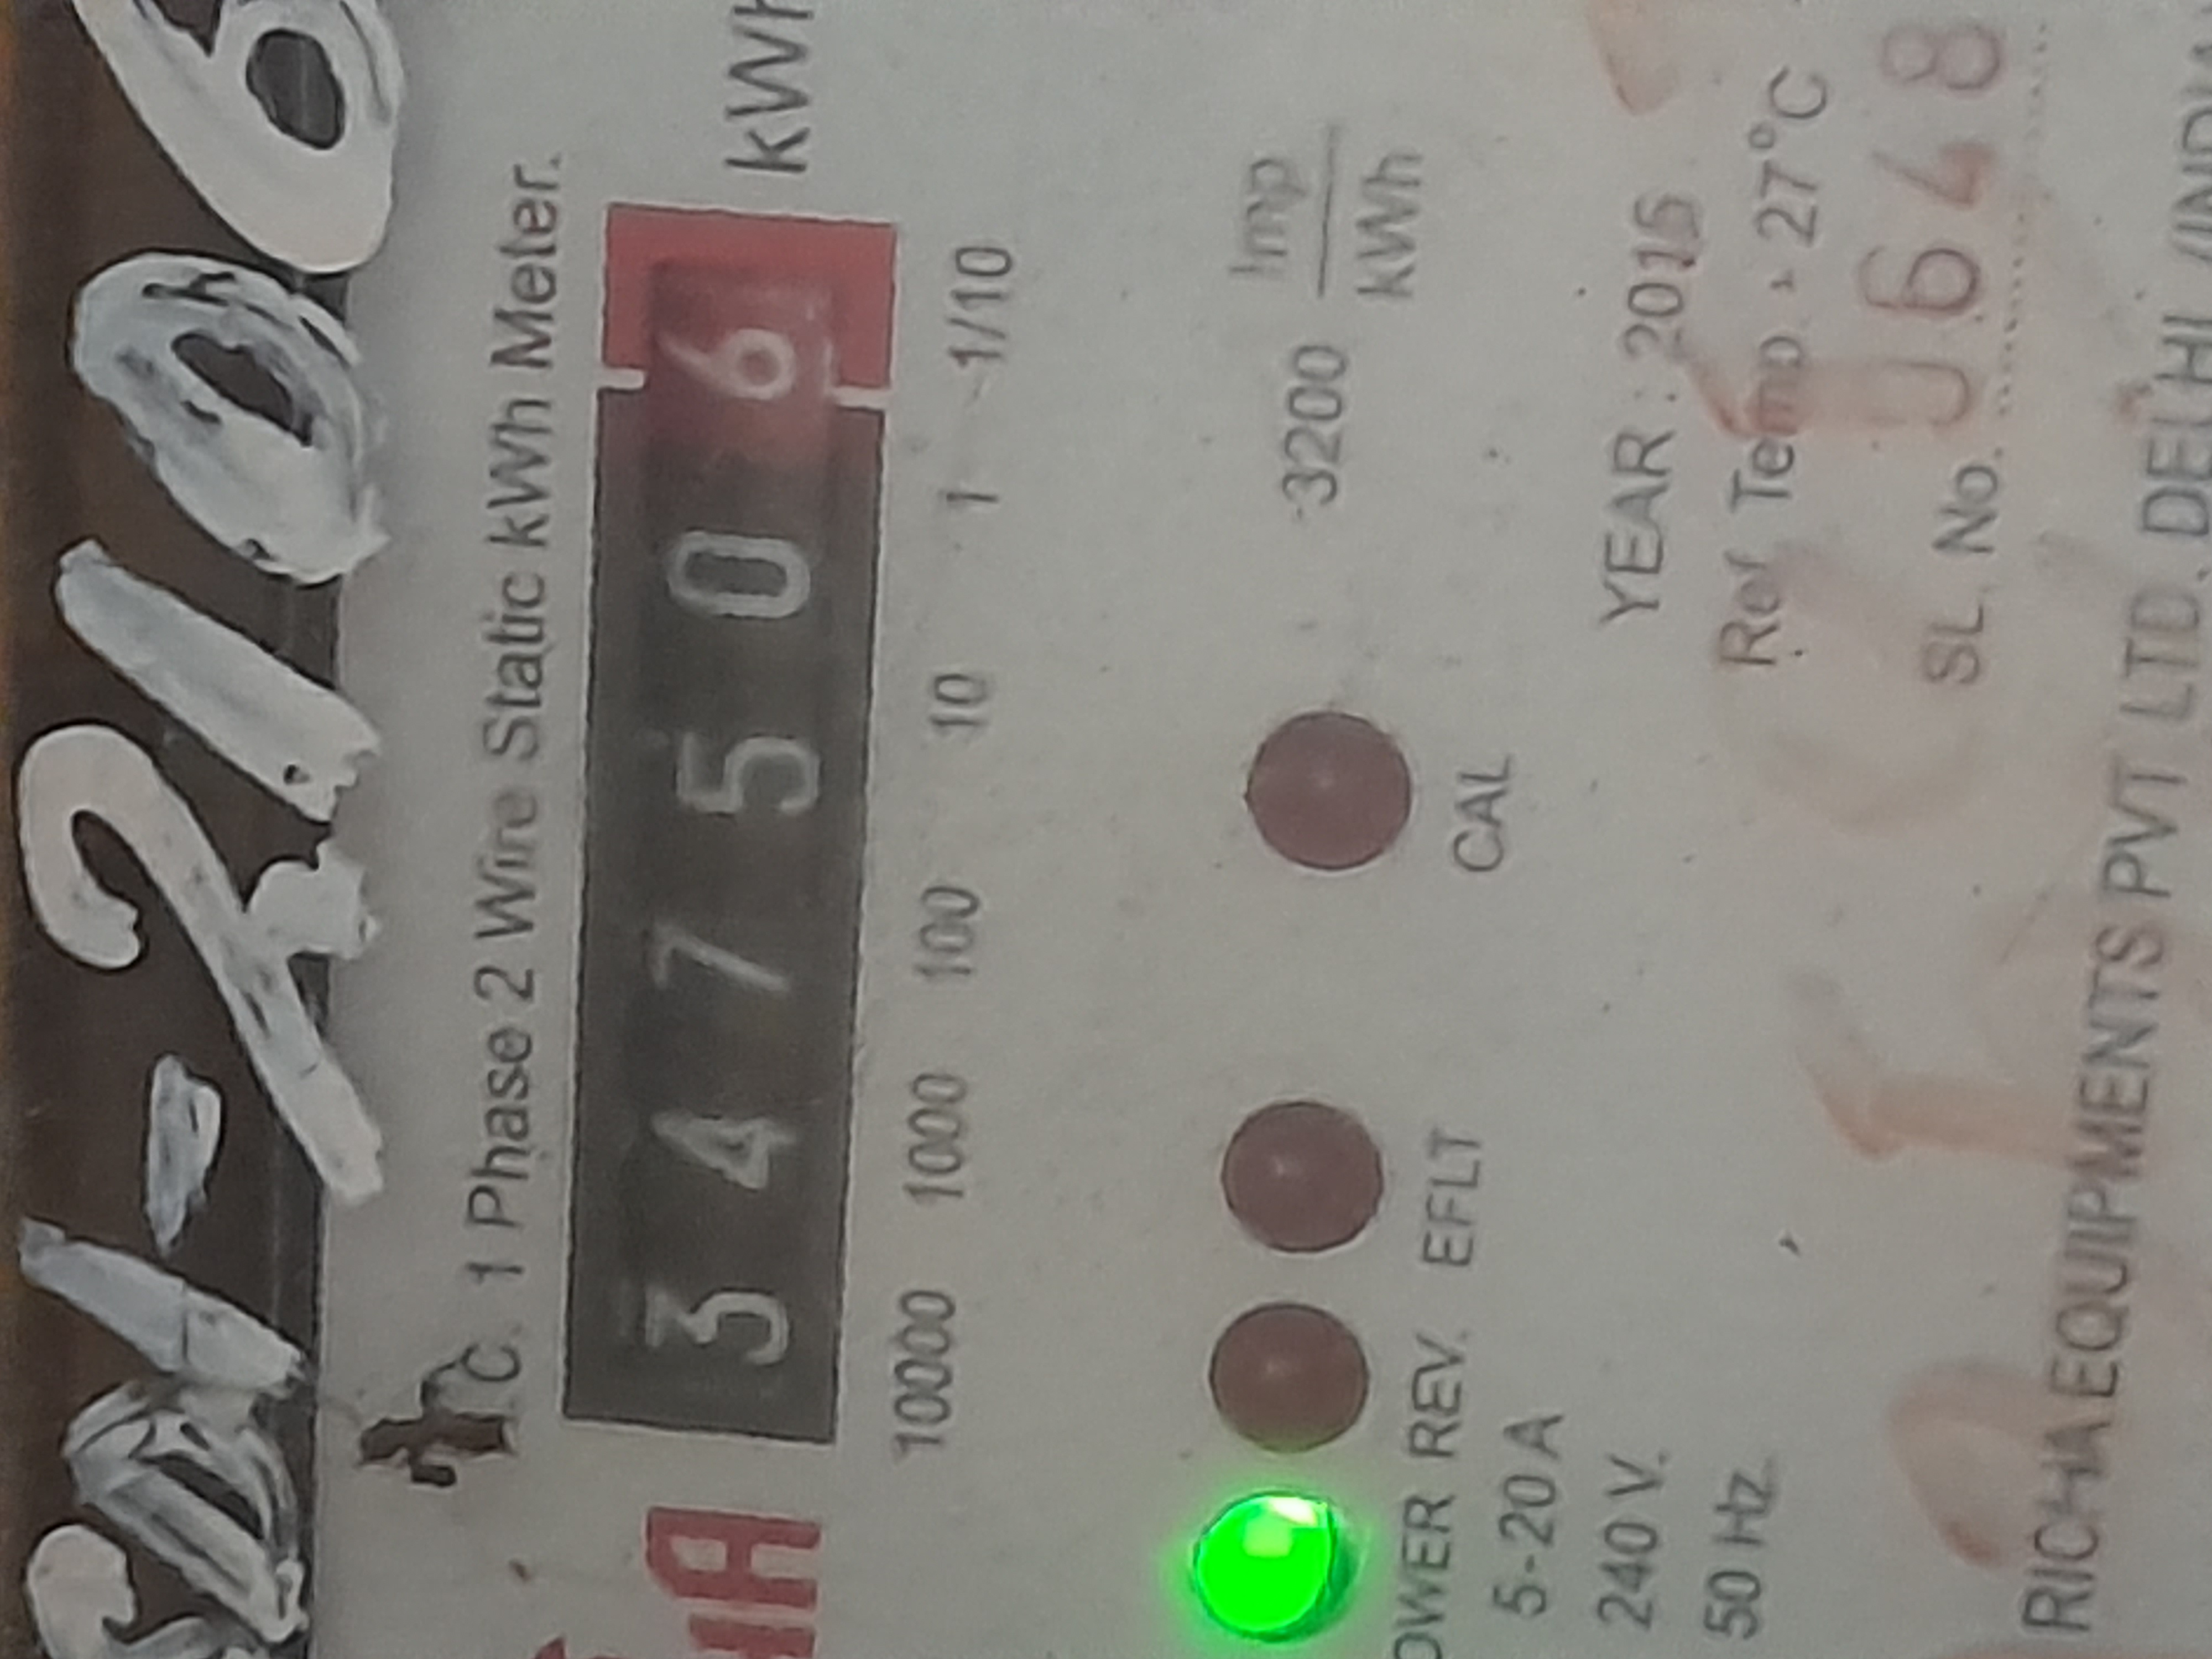 2106
A.C. 1 Phase 2 Wire Static kWh Meter.
3 4 7 5 0 6 kWh
10000 1000 100 10 1 1/10
3200 Imp/kWh
REV. EFLT CAL
5-20 A
240 V.
50 Hz.
YEAR : 2015
Ref. Temp. 27°C
SL. No. 0648
RICHA EQUIPMENTS PVT LTD. DELHI